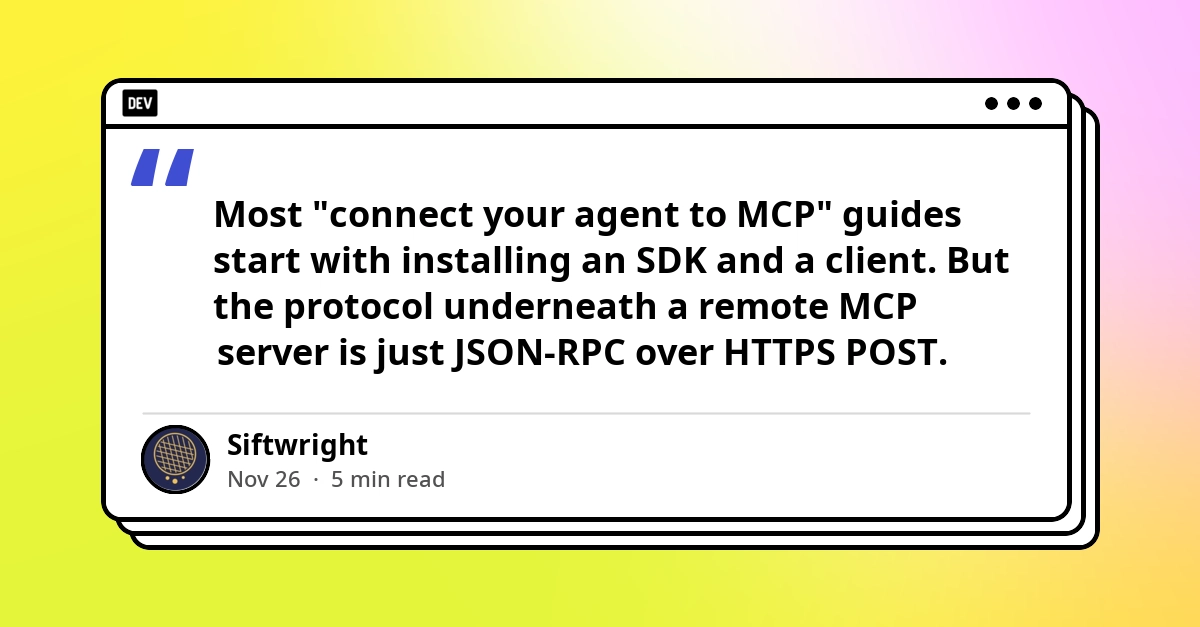 DEV
Most "connect your agent to MCP" guides
start with installing an SDK and a client. But
the protocol underneath a remote MCP
server is just JSON-RPC over HTTPS POST.
Siftwright
Nov 26 · 5 min read